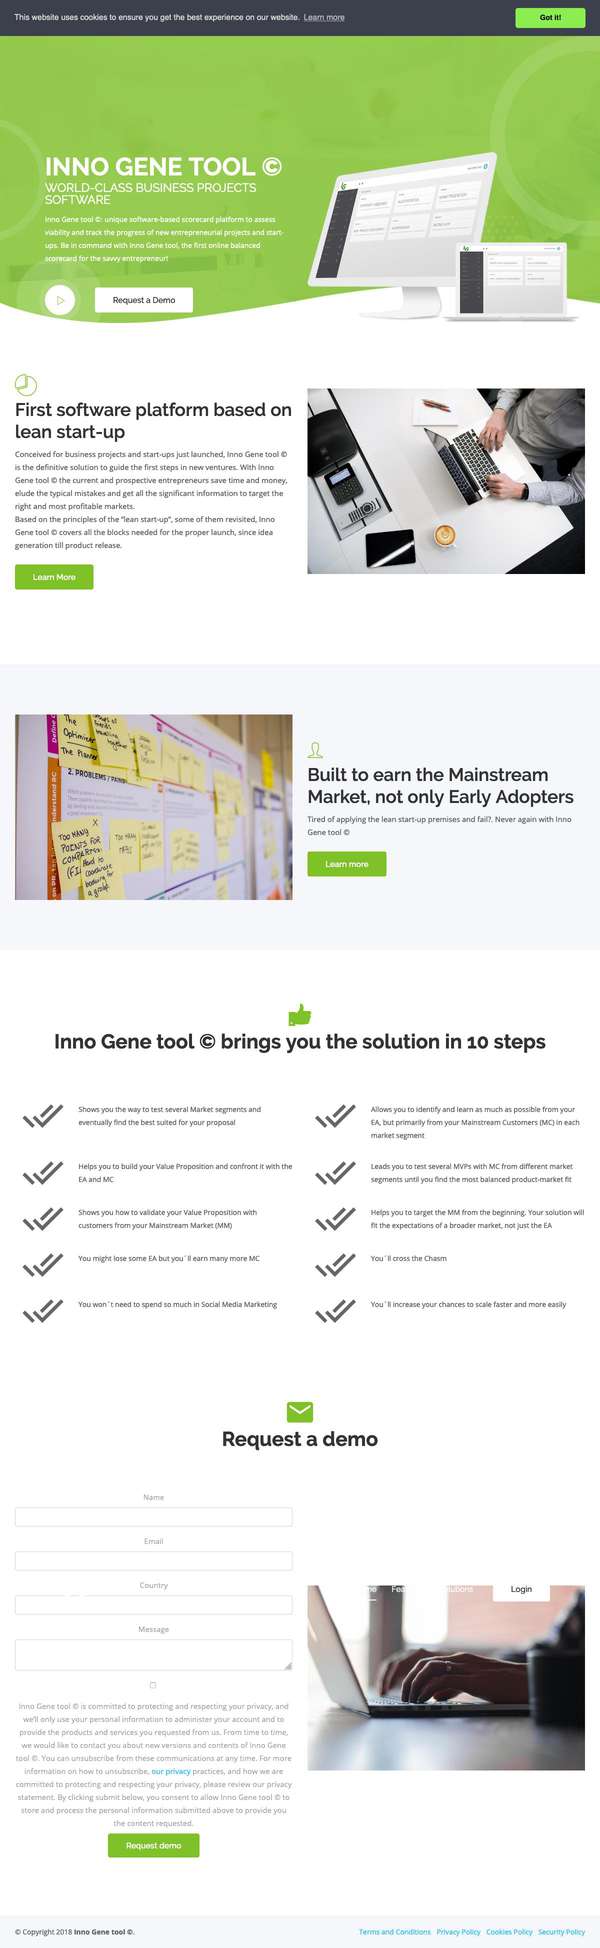 This website uses cookies to ensure you get the best experience on our website. Learn more
Got it!
INNO GENE TOOL ©
WORLD-CLASS BUSINESS PROJECTS
SOFTWARE
Inno Gene tool ©: unique software-based scorecard platform to assess
viability and track the progress of new entrepreneurial projects and start-
ups. Be in command with Inno Gene tool, the first online balanced
scorecard for the savvy entrepreneur!
Request a Demo
First software platform based on
lean start-up
Conceived for business projects and start-ups just launched, Inno Gene tool ©
is the definitive solution to guide the first steps in new ventures. With Inno
Gene tool © the current and prospective entrepreneurs save time and money,
elude the typical mistakes and get all the significant information to target the
right and most profitable markets.
Based on the principles of the "lean start-up", some of them revisited, Inno
Gene tool © covers all the blocks needed for the proper launch, since idea
generation till product release.
Learn More
The
Optimizer
The Planner
together
2. PROBLEMS / PAINS
TOO MANY
POINTS FOR
COMPARISON
TOO MANY
coordinate
booking for
a group
Built to earn the Mainstream
Market, not only Early Adopters
Tired of applying the lean start-up premises and fail?. Never again with Inno
Gene tool ©
Learn more
Inno Gene tool © brings you the solution in 10 steps
Shows you the way to test several Market segments and
eventually find the best suited for your proposal
Allows you to identify and learn as much as possible from your
EA, but primarily from your Mainstream Customers (MC) in each
market segment
Helps you to build your Value Proposition and confront it with the
EA and MC
Leads you to test several MVPs with MC from different market
segments until you find the most balanced product-market fit
Shows you how to validate your Value Proposition with
customers from your Mainstream Market (MM)
Helps you to target the MM from the beginning. Your solution will
fit the expectations of a broader market, not just the EA
You might lose some EA but you´ll earn many more MC
You´ll cross the Chasm
You won´t need to spend so much in Social Media Marketing
You´ll increase your chances to scale faster and more easily
Request a demo
Name
Email
Country
Message
Login
Inno Gene tool © is committed to protecting and respecting your privacy, and
we'll only use your personal information to administer your account and to
provide the products and services you requested from us. From time to time,
we would like to contact you about new versions and contents of Inno Gene
tool ©. You can unsubscribe from these communications at any time. For more
information on how to unsubscribe, our privacy practices, and how we are
committed to protecting and respecting your privacy, please review our privacy
statement. By clicking submit below, you consent to allow Inno Gene tool © to
store and process the personal information submitted above to provide you
the content requested.
Request demo
© Copyright 2018 Inno Gene tool ©.
Terms and Conditions Privacy Policy Cookies Policy Security Policy